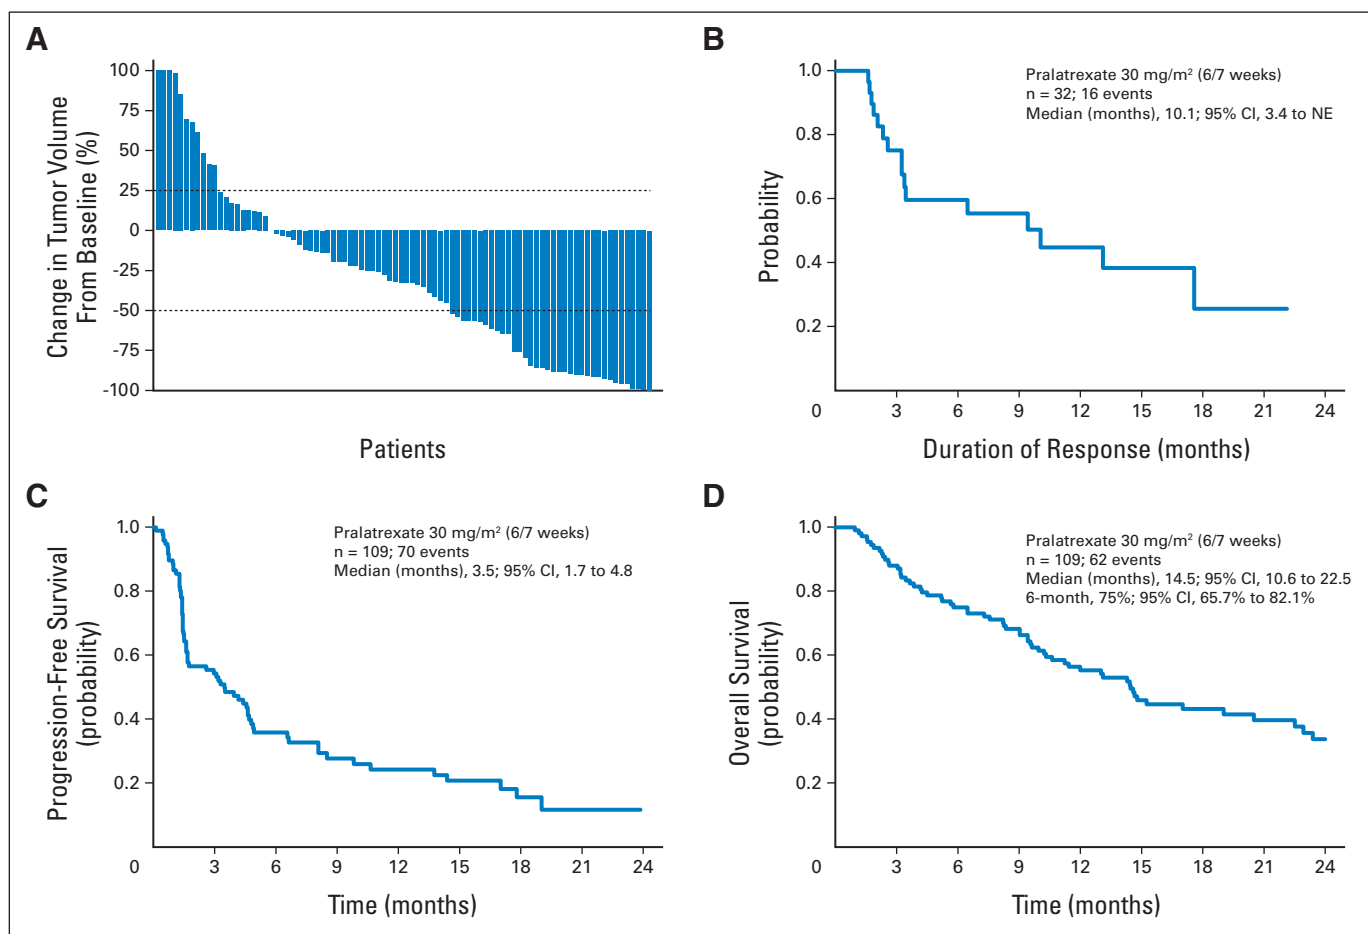 A
Change in Tumor Volume
From Baseline (%)
100
75
50
25
0
-25
-50
-75
-100
Patients
B
Pralatrexate 30 mg/m² (6/7 weeks)
n = 32; 16 events
Median (months), 10.1; 95% CI, 3.4 to NE
Probability
1.0
0.8
0.6
0.4
0.2
0 3 6 9 12 15 18 21 24
Duration of Response (months)
C
Pralatrexate 30 mg/m² (6/7 weeks)
n = 109; 70 events
Median (months), 3.5; 95% CI, 1.7 to 4.8
Progression-Free Survival
(probability)
1.0
0.8
0.6
0.4
0.2
0 3 6 9 12 15 18 21 24
Time (months)
D
Pralatrexate 30 mg/m² (6/7 weeks)
n = 109; 62 events
Median (months), 14.5; 95% CI, 10.6 to 22.5
6-month, 75%; 95% CI, 65.7% to 82.1%
Overall Survival
(probability)
1.0
0.8
0.6
0.4
0.2
0 3 6 9 12 15 18 21 24
Time (months)